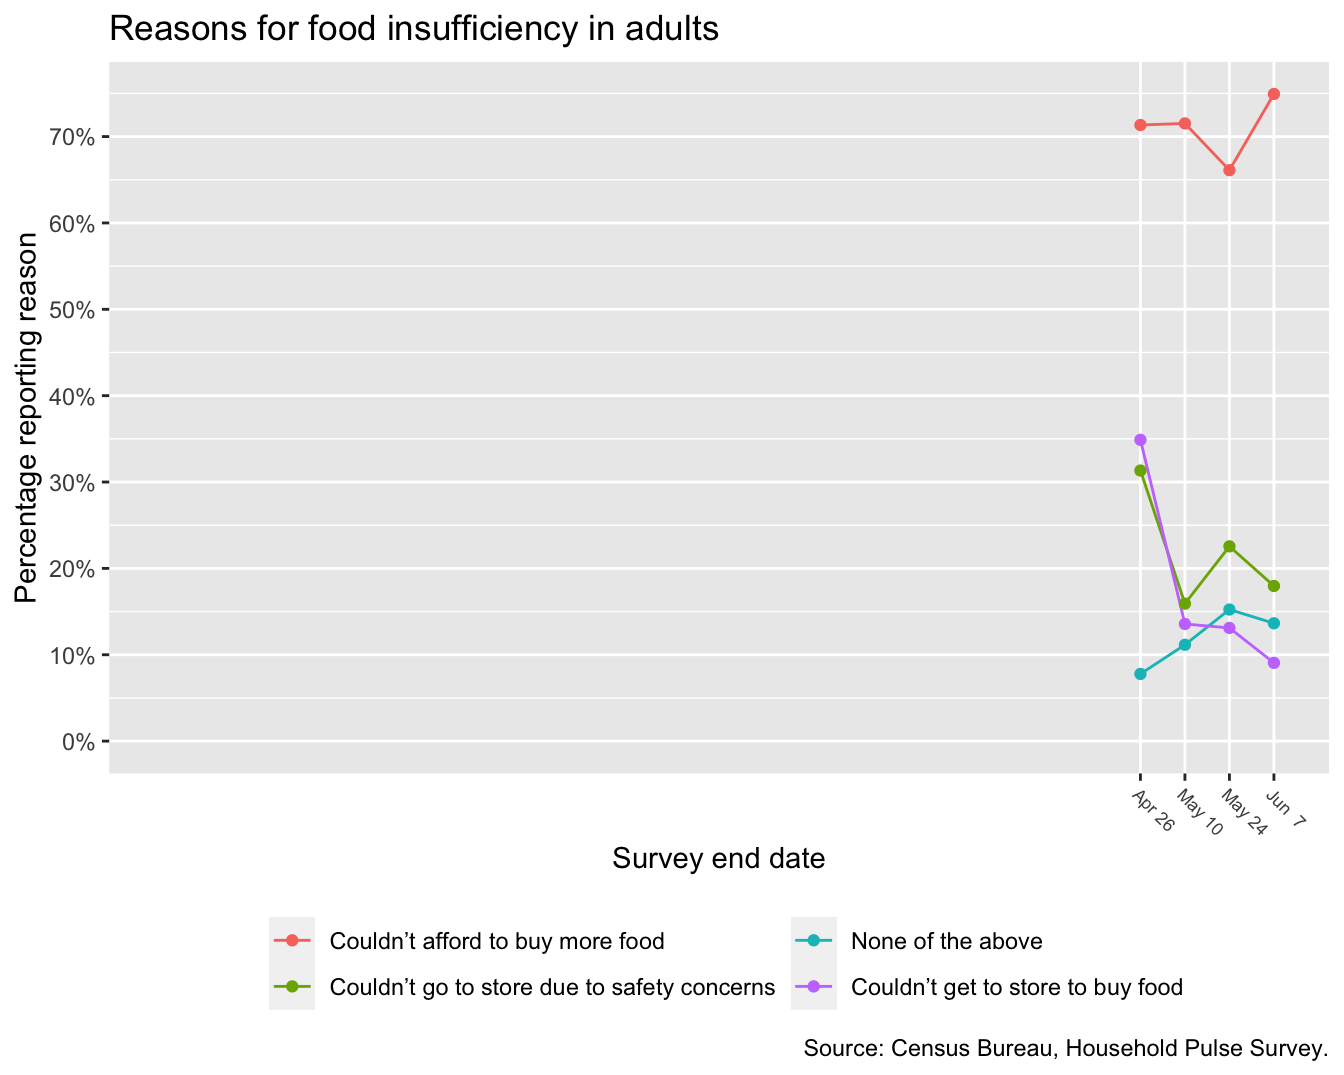 Reasons for food insufficiency in adults
Percentage reporting reason
70%
60%
50%
40%
30%
20%
10%
0%
Apr 26
May 10
May 24
Jun 7
Survey end date
Couldn’t afford to buy more food
None of the above
Couldn’t go to store due to safety concerns
Couldn’t get to store to buy food
Source: Census Bureau, Household Pulse Survey.